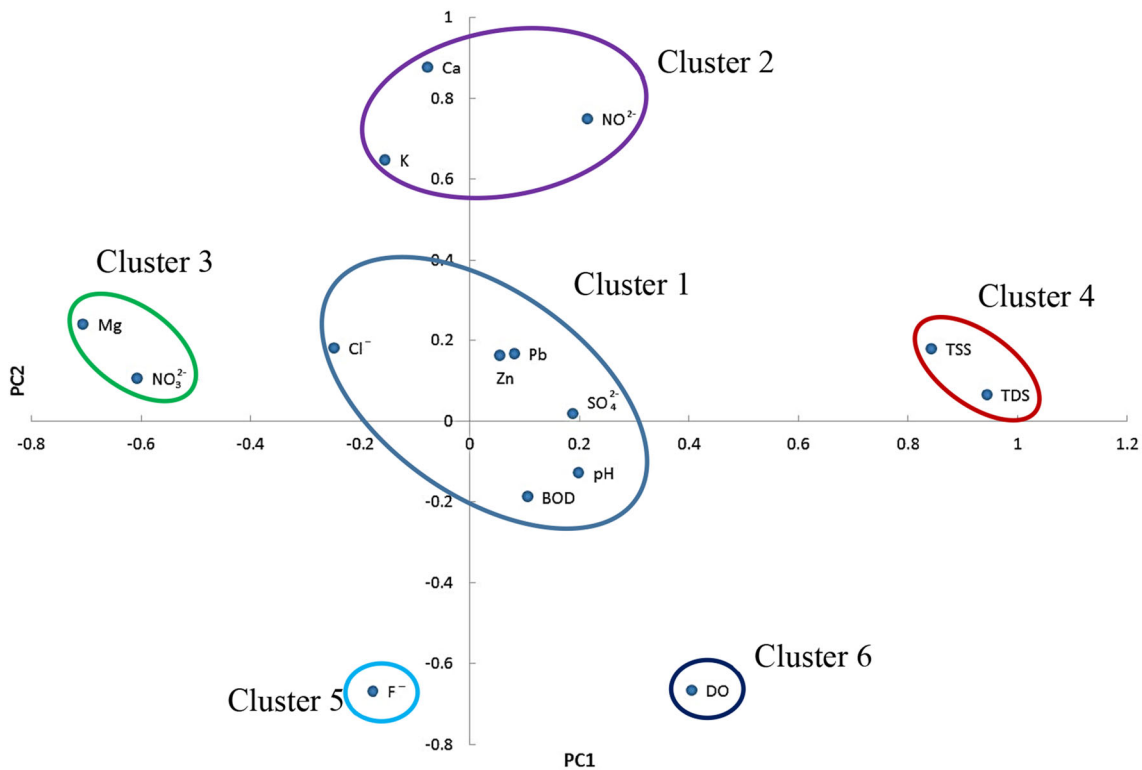 1
Cluster 2
Ca
0.8
NO²⁻
K
0.6
Cluster 3
0.4
Cluster 1
Cluster 4
Mg
Cl⁻
0.2
Pb
TSS
NO₃²⁻
Zn
PC2
SO₄²⁻
TDS
0
-0.8
-0.6
-0.4
-0.2
0
0.2
0.4
0.6
0.8
1
1.2
pH
BOD
-0.2
-0.4
-0.6
Cluster 6
Cluster 5
F⁻
DO
-0.8
PC1